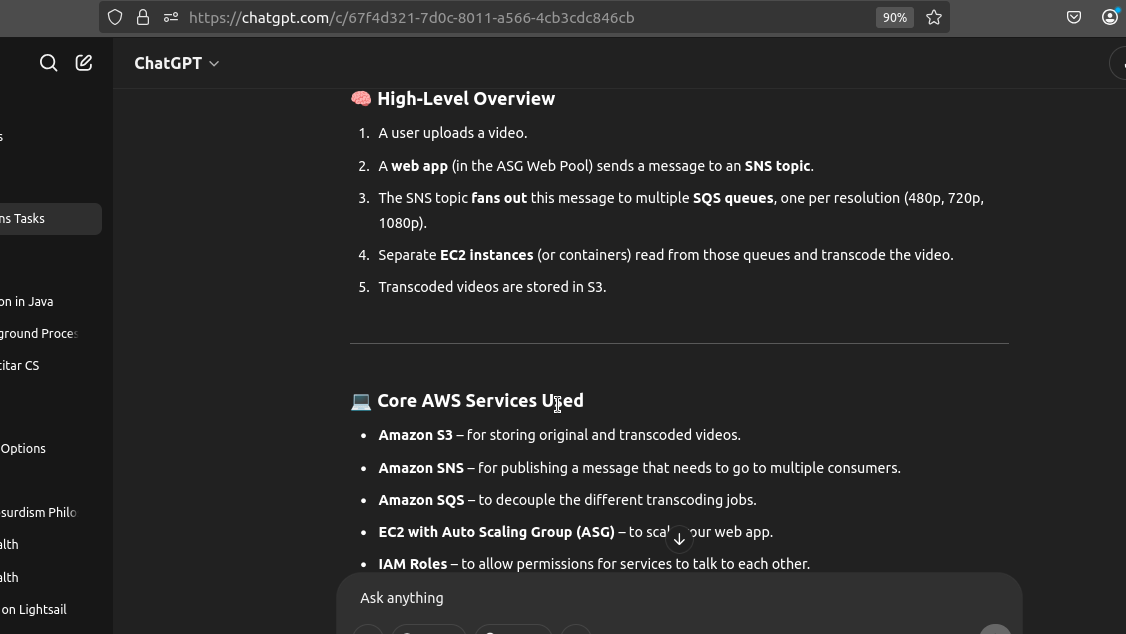 https://chatgpt.com/c/67f4d321-7d0c-8011-a566-4cb3cdc846cb
90%
ChatGPT
🧠 High-Level Overview
1. A user uploads a video.
2. A web app (in the ASG Web Pool) sends a message to an SNS topic.
3. The SNS topic fans out this message to multiple SQS queues, one per resolution (480p, 720p,
1080p).
4. Separate EC2 instances (or containers) read from those queues and transcode the video.
5. Transcoded videos are stored in S3.
💻 Core AWS Services Used
• Amazon S3 – for storing original and transcoded videos.
• Amazon SNS – for publishing a message that needs to go to multiple consumers.
• Amazon SQS – to decouple the different transcoding jobs.
• EC2 with Auto Scaling Group (ASG) – to your web app.
• IAM Roles – to allow permissions for services to talk to each other.
Ask anything
s
ns Tasks
on in Java
ground Proces
citar CS
Options
surdism Philo
alth
alth
on Lightsail